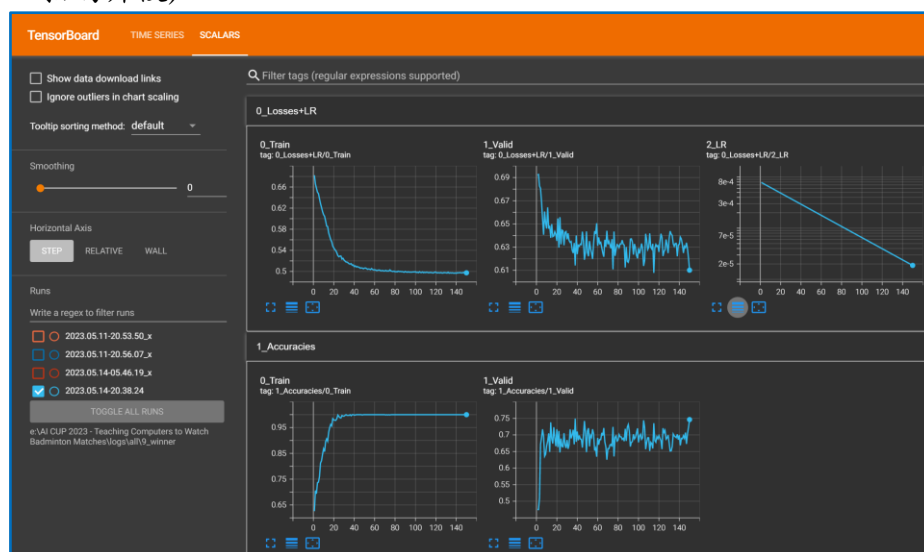 TensorBoard
TIME SERIES
SCALARS
Show data download links
Ignore outliers in chart scaling
Tooltip sorting method: default
Smoothing
0
Horizontal Axis
STEP
RELATIVE
WALL
Runs
Write a regex to filter runs
2023.05.11-20.53.50_x
2023.05.11-20.56.07_x
2023.05.14-05.46.19_x
2023.05.14-20.38.24
TOGGLE ALL RUNS
e:\AI CUP 2023 - Teaching Computers to Watch
Badminton Matches\logs\all\9_winner
Filter tags (regular expressions supported)
0_Losses+LR
0_Train
tag: 0_Losses+LR/0_Train
0.66
0.62
0.58
0.54
0.5
0 20 40 60 80 100 120 140
1_Valid
tag: 0_Losses+LR/1_Valid
0.69
0.67
0.65
0.63
0.61
0 20 40 60 80 100 120 140
2_LR
tag: 0_Losses+LR/2_LR
8e-4
3e-4
7e-5
2e-5
0 20 40 60 80 100 120 140
1_Accuracies
0_Train
tag: 1_Accuracies/0_Train
0.95
0.85
0.75
0.65
0 20 40 60 80 100 120 140
1_Valid
tag: 1_Accuracies/1_Valid
0.75
0.7
0.65
0.6
0.55
0.5
0 20 40 60 80 100 120 140